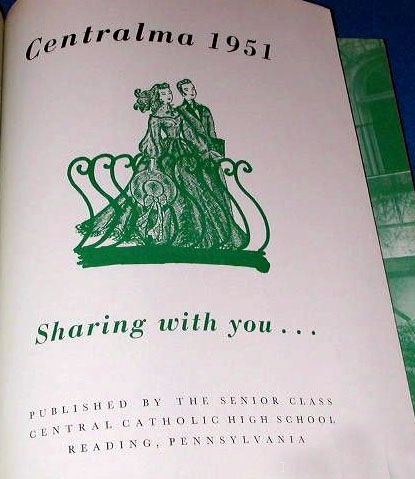 Centralma 1951
Sharing with you...
PUBLISHED BY THE SENIOR CLASS
CENTRAL CATHOLIC HIGH SCHOOL
READING, PENNSYLVANIA